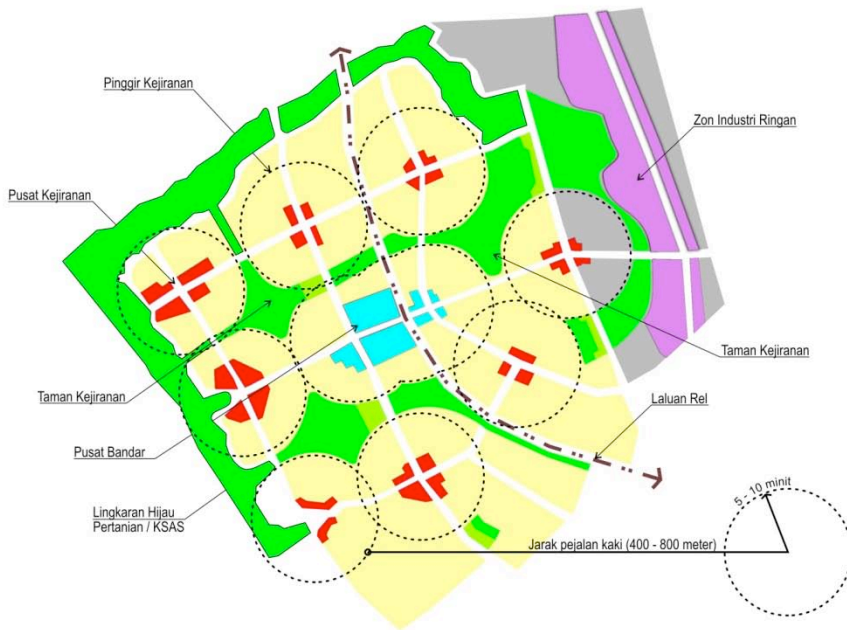 Pinggir Kejiranan
Zon Industri Ringan
Pusat Kejiranan
Taman Kejiranan
Taman Kejiranan
Laluan Rel
Pusat Bandar
5 - 10 minit
Lingkaran Hijau
Pertanian / KSAS
Jarak pejalan kaki (400 - 800 meter)